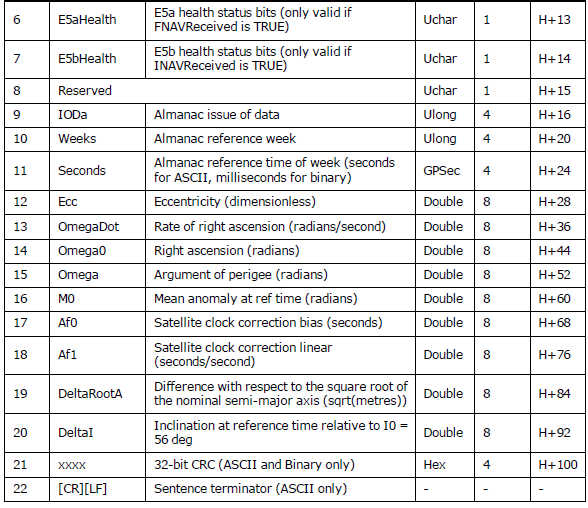 6 E5aHealth E5a health status bits (only valid if FNAVReceived is TRUE) Uchar 1 H+13
7 E5bHealth E5b health status bits (only valid if INAVReceived is TRUE) Uchar 1 H+14
8 Reserved Uchar 1 H+15
9 IODa Almanac issue of data Ulong 4 H+16
10 Weeks Almanac reference week Ulong 4 H+20
11 Seconds Almanac reference time of week (seconds for ASCII, milliseconds for binary) GPSec 4 H+24
12 Ecc Eccentricity (dimensionless) Double 8 H+28
13 OmegaDot Rate of right ascension (radians/second) Double 8 H+36
14 Omega0 Right ascension (radians) Double 8 H+44
15 Omega Argument of perigee (radians) Double 8 H+52
16 M0 Mean anomaly at ref time (radians) Double 8 H+60
17 Af0 Satellite clock correction bias (seconds) Double 8 H+68
18 Af1 Satellite clock correction linear (seconds/second) Double 8 H+76
19 DeltaRootA Difference with respect to the square root of the nominal semi-major axis (sqrt(metres)) Double 8 H+84
20 DeltaI Inclination at reference time relative to I0 = 56 deg Double 8 H+92
21 xxxx 32-bit CRC (ASCII and Binary only) Hex 4 H+100
22 [CR][LF] Sentence terminator (ASCII only) - - -